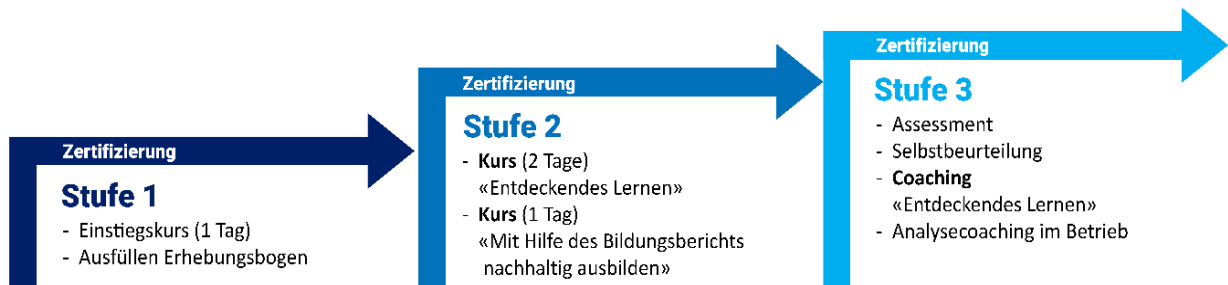 Zertifizierung
Stufe 1
- Einstiegskurs (1 Tag)
- Ausfüllen Erhebungsbogen
Zertifizierung
Stufe 2
- Kurs (2 Tage)
«Entdeckendes Lernen»
- Kurs (1 Tag)
«Mit Hilfe des Bildungsberichts
nachhaltig ausbilden»
Zertifizierung
Stufe 3
- Assessment
- Selbstbeurteilung
- Coaching
«Entdeckendes Lernen»
- Analysecoaching im Betrieb